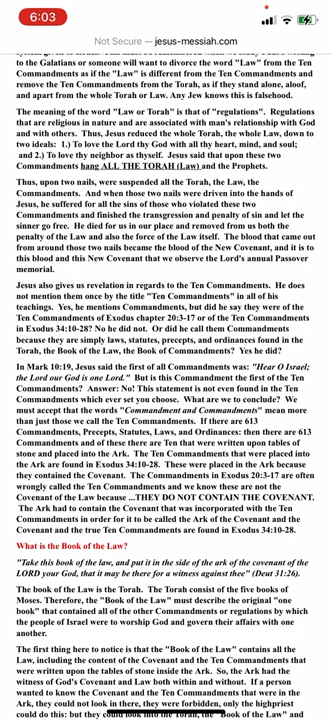 6:03
Not Secure — jesus-messiah.com
to the Galatians or someone will want to divorce the word "Law" from the Ten
Commandments as if the "Law" is different from the Ten Commandments and
remove the Ten Commandments from the Torah, as if they stand alone, aloof,
and apart from the whole Torah or Law. Any Jew knows this is falsehood.
The meaning of the word "Law or Torah" is that of "regulations". Regulations
that are religious in nature and are associated with man's relationship with God
and with others. Thus, Jesus reduced the whole Torah, the whole Law, down to
two ideals: 1.) To love the Lord thy God with all thy heart, mind, and soul;
and 2.) To love thy neighbor as thyself. Jesus said that upon these two
Commandments hang ALL THE TORAH (Law) and the Prophets.
Thus, upon two nails, were suspended all the Torah, the Law, the
Commandments. And when those two nails were driven into the hands of
Jesus, he suffered for all the sins of those who violated these two
Commandments and finished the transgression and penalty of sin and let the
sinner go free. He died for us in our place and removed from us both the
penalty of the Law and also the force of the Law itself. The blood that came
from around those two nails became the blood of the New Covenant, and it is to
this blood and this New Covenant that we observe the Lord's annual Passover
memorial.
Jesus also gives us revelation in regards to the Ten Commandments. He does
not mention them once by the title "Ten Commandments" in all of his
teachings. Yes, he mentions Commandments, but did he say they were of the
Ten Commandments of Exodus chapter 20:3-17 or of the Ten Commandments
in Exodus 34:10-28? No he did not. Or did he call them Commandments
because they are simply laws, statutes, precepts, and ordinances found in the
Torah, the Book of the Law, the Book of Commandments? Yes he did?
In Mark 10:19, Jesus said the first of all Commandments was: "Hear O Israel;
the Lord our God is one Lord." But is this Commandment the first of the Ten
Commandments? Answer: No! This statement is not even found in the Ten
Commandments which ever set you choose. What are we to conclude? We
must accept that the words "Commandment and Commandments" mean more
than just those we call the Ten Commandments. If there are 613
Commandments, Precepts, Statutes, Laws, and Ordinances: then there are 613
Commandments and of these there are Ten that were written upon tables of
stone and placed into the Ark. The Ten Commandments that were placed into
the Ark are found in Exodus 34:10-28. These were placed in the Ark because
they contained the Covenant. The Commandments in Exodus 20:3-17 are often
wrongly called the Ten Commandments and we know these are not the
Covenant of the Law because ...THEY DO NOT CONTAIN THE COVENANT.
The Ark had to contain the Covenant that was incorporated with the Ten
Commandments in order for it to be called the Ark of the Covenant and the
Covenant and the true Ten Commandments are found in Exodus 34:10-28.
What is the Book of the Law?
"Take this book of the law, and put it in the side of the ark of the covenant of the
LORD your God, that it may be there for a witness against thee" (Deut 31:26).
The book of the Law is the Torah. The Torah consist of the five books of
Moses. Therefore, the "Book of the Law" must describe the original "one
book" that contained all of the other Commandments or regulations by which
the people of Israel were to worship God and govern their affairs with one
another.
The first thing here to notice is that the "Book of the Law" contains all the
Law, including the content of the Covenant and the Ten Commandments that
were written upon the tables of stone inside the Ark. So, the Ark had the
witness of God's Covenant and Law both within and without. If a person
wanted to know the Covenant and the Ten Commandments that were in the
Ark, they could not look in there, they were forbidden, only the highpriest
could do this: but they could look into the Torah, the "Book of the Law" and